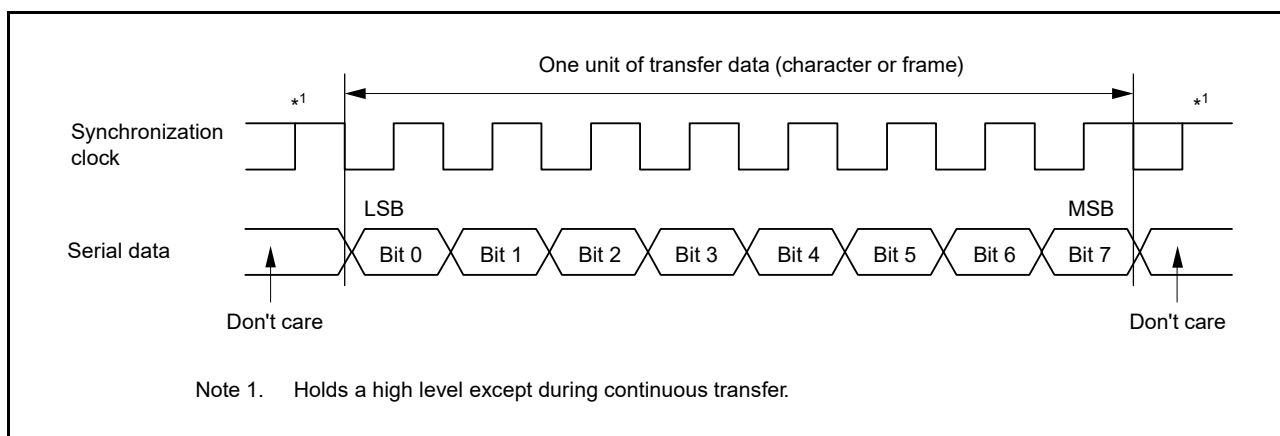 One unit of transfer data (character or frame)
*1
*1
Synchronization
clock
LSB
MSB
Serial data
Bit 0
Bit 1
Bit 2
Bit 3
Bit 4
Bit 5
Bit 6
Bit 7
Don't care
Don't care
Note 1. Holds a high level except during continuous transfer.